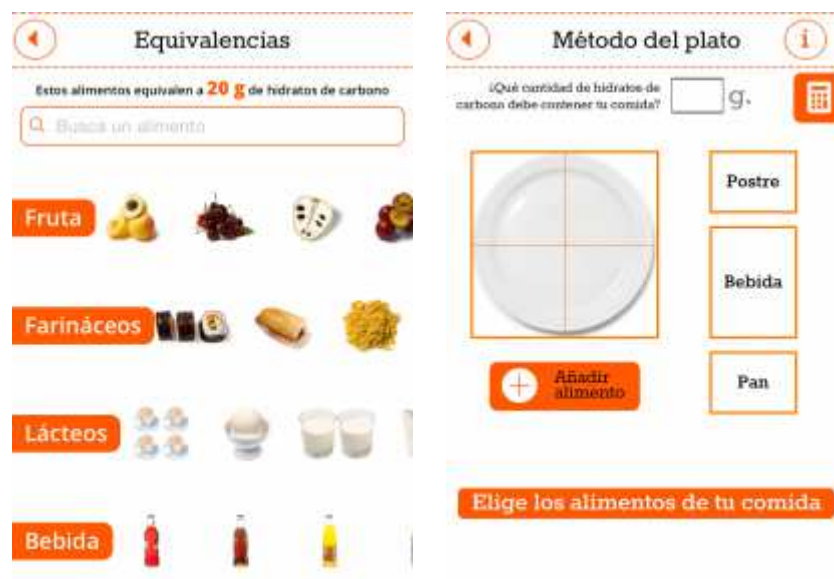 Equivalencias
Estos alimentos equivalen a 20 g de hidratos de carbono
Busca un alimento
Fruta
Farináceos
Lácteos
Bebida
Método del plato
i
¿Qué cantidad de hidratos de
carbono debe contener tu comida?
g.
Postre
Bebida
Pan
Añadir
alimento
Elige los alimentos de tu comida